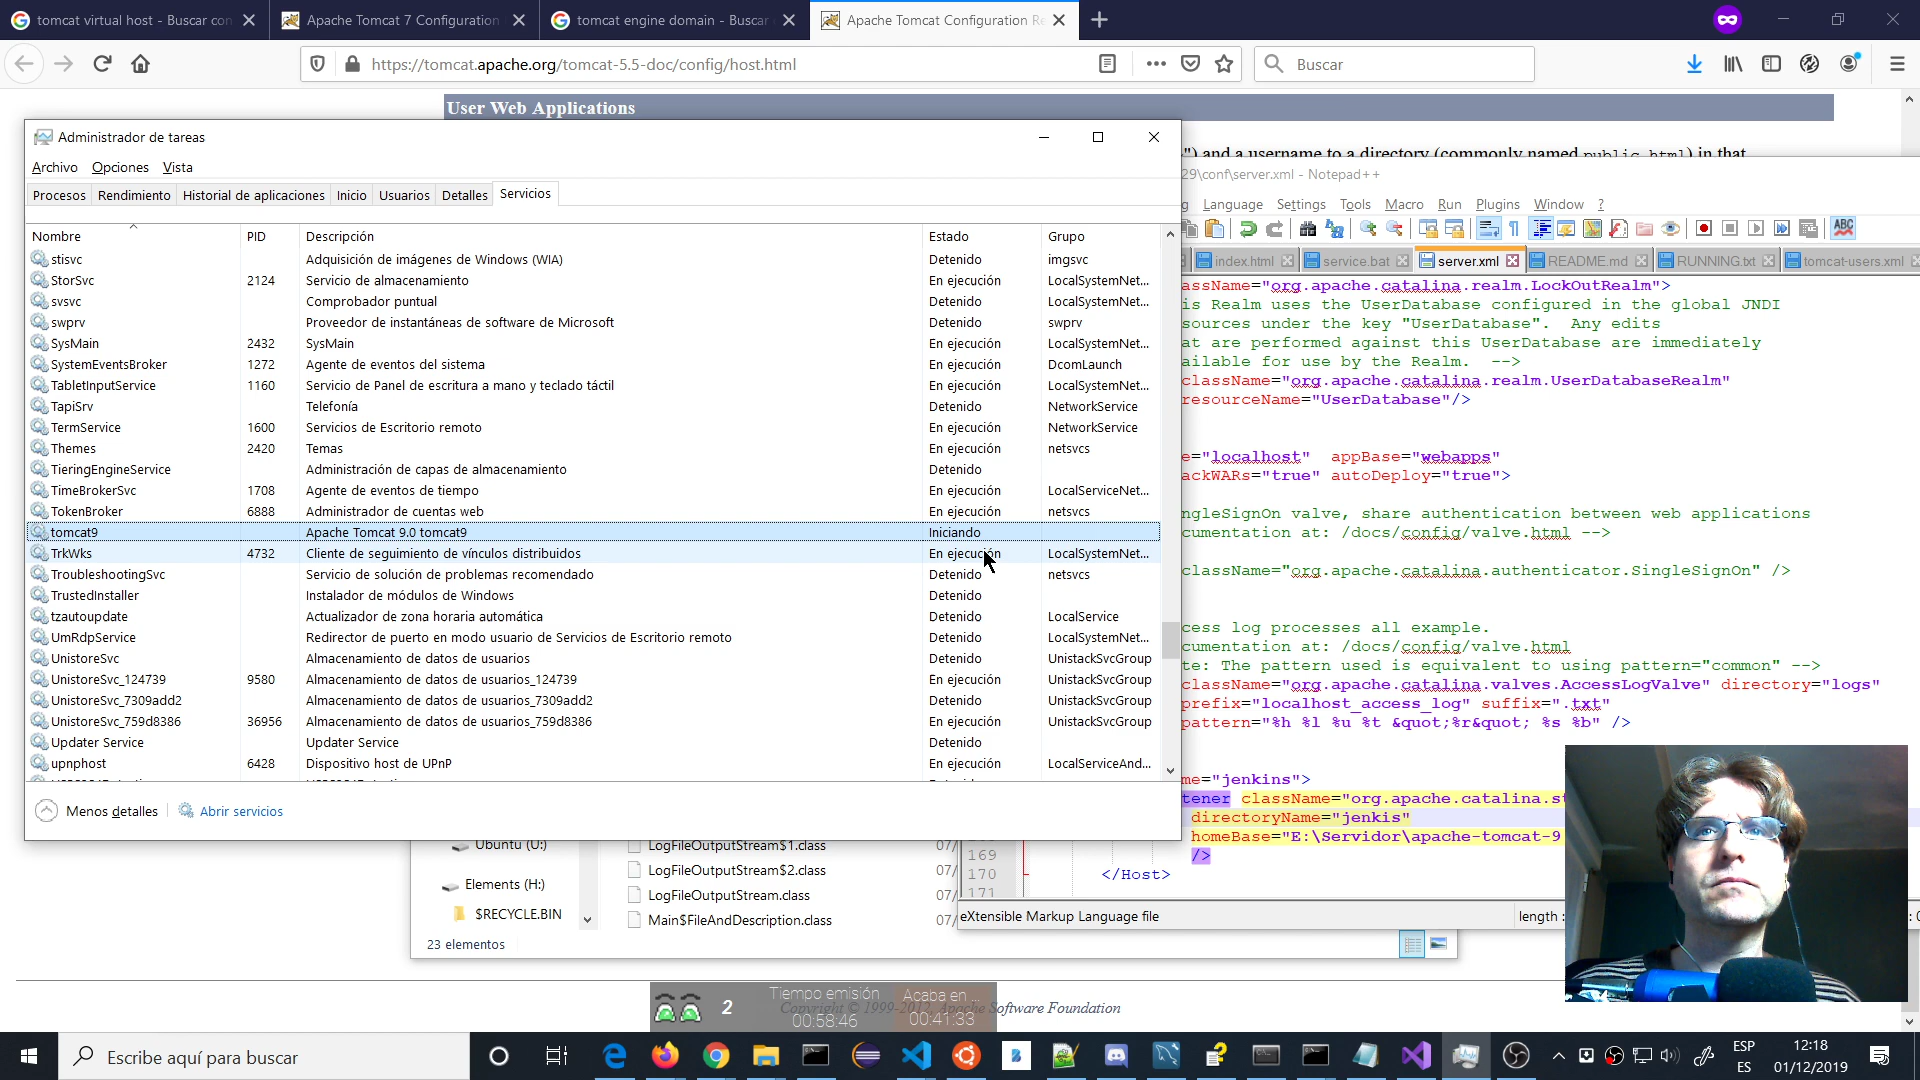 tomcat virtual host - Buscar con
Apache Tomcat 7 Configuration
tomcat engine domain - Buscar
Apache Tomcat Configuration Re
https://tomcat.apache.org/tomcat-5.5-doc/config/host.html
Buscar
User Web Applications
") and a username to a directory (commonly named public_html) in that
Administrador de tareas
Archivo Opciones Vista
Procesos Rendimiento Historial de aplicaciones Inicio Usuarios Detalles Servicios
Nombre PID Descripción Estado Grupo
stisvc Adquisición de imágenes de Windows (WIA) Detenido imgsvc
StorSvc 2124 Servicio de almacenamiento En ejecución LocalSystemNet...
svsvc Comprobador puntual Detenido LocalSystemNet...
swprv Proveedor de instantáneas de software de Microsoft Detenido swprv
SysMain 2432 SysMain En ejecución LocalSystemNet...
SystemEventsBroker 1272 Agente de eventos del sistema En ejecución DcomLaunch
TabletInputService 1160 Servicio de Panel de escritura a mano y teclado táctil En ejecución LocalSystemNet...
TapiSrv Telefonía Detenido NetworkService
TermService 1600 Servicios de Escritorio remoto En ejecución NetworkService
Themes 2420 Temas En ejecución netsvcs
TieringEngineService Administración de capas de almacenamiento Detenido
TimeBrokerSvc 1708 Agente de eventos de tiempo En ejecución LocalServiceNet...
TokenBroker 6888 Administrador de cuentas web En ejecución netsvcs
tomcat9 Apache Tomcat 9.0 tomcat9 Iniciando
TrkWks 4732 Cliente de seguimiento de vínculos distribuidos En ejecución LocalSystemNet...
TroubleshootingSvc Servicio de solución de problemas recomendado Detenido netsvcs
TrustedInstaller Instalador de módulos de Windows Detenido
tzautoupdate Actualizador de zona horaria automática Detenido LocalService
UmRdpService Redirector de puerto en modo usuario de Servicios de Escritorio remoto Detenido LocalSystemNet...
UnistoreSvc Almacenamiento de datos de usuarios Detenido UnistackSvcGroup
UnistoreSvc_124739 9580 Almacenamiento de datos de usuarios_124739 En ejecución UnistackSvcGroup
UnistoreSvc_7309add2 Almacenamiento de datos de usuarios_7309add2 Detenido UnistackSvcGroup
UnistoreSvc_759d8386 36956 Almacenamiento de datos de usuarios_759d8386 En ejecución UnistackSvcGroup
Updater Service Updater Service Detenido
upnphost 6428 Dispositivo host de UPnP En ejecución LocalServiceAnd...
Menos detalles Abrir servicios
29\conf\server.xml - Notepad++
g Language Settings Tools Macro Run Plugins Window ?
index.html service.bat server.xml README.md RUNNING.txt tomcat-users.xml
assName="org.apache.catalina.realm.LockOutRealm">
is Realm uses the UserDatabase configured in the global JNDI
sources under the key "UserDatabase". Any edits
at are performed against this UserDatabase are immediately
ailable for use by the Realm. -->
className="org.apache.catalina.realm.UserDatabaseRealm"
resourceName="UserDatabase"/>
e="localhost" appBase="webapps"
ackWARs="true" autoDeploy="true">
ngleSignOn valve, share authentication between web applications
cumentation at: /docs/config/valve.html -->
className="org.apache.catalina.authenticator.SingleSignOn" />
cess log processes all example.
cumentation at: /docs/config/valve.html
te: The pattern used is equivalent to using pattern="common" -->
className="org.apache.catalina.valves.AccessLogValve" directory="logs"
prefix="localhost_access_log" suffix=".txt"
pattern="%h %l %u %t &quot;%r&quot; %s %b" />
me="jenkins">
tener className="org.apache.catalina.st
directoryName="jenkis"
homeBase="E:\Servidor\apache-tomcat-9
169 />
170 </Host>
171
eXtensible Markup Language file length :
Ubuntu (U:)
Elements (H:)
$RECYCLE.BIN
LogFileOutputStream$1.class 07/
LogFileOutputStream$2.class 07/
LogFileOutputStream.class 07/
Main$FileAndDescription.class 07/
23 elementos
2
Tiempo emisión
00:58:46
Acaba en ...
00:41:33
Copyright © 1999-201 , Apache Software Foundation
Escribe aquí para buscar
ESP
ES
12:18
01/12/2019